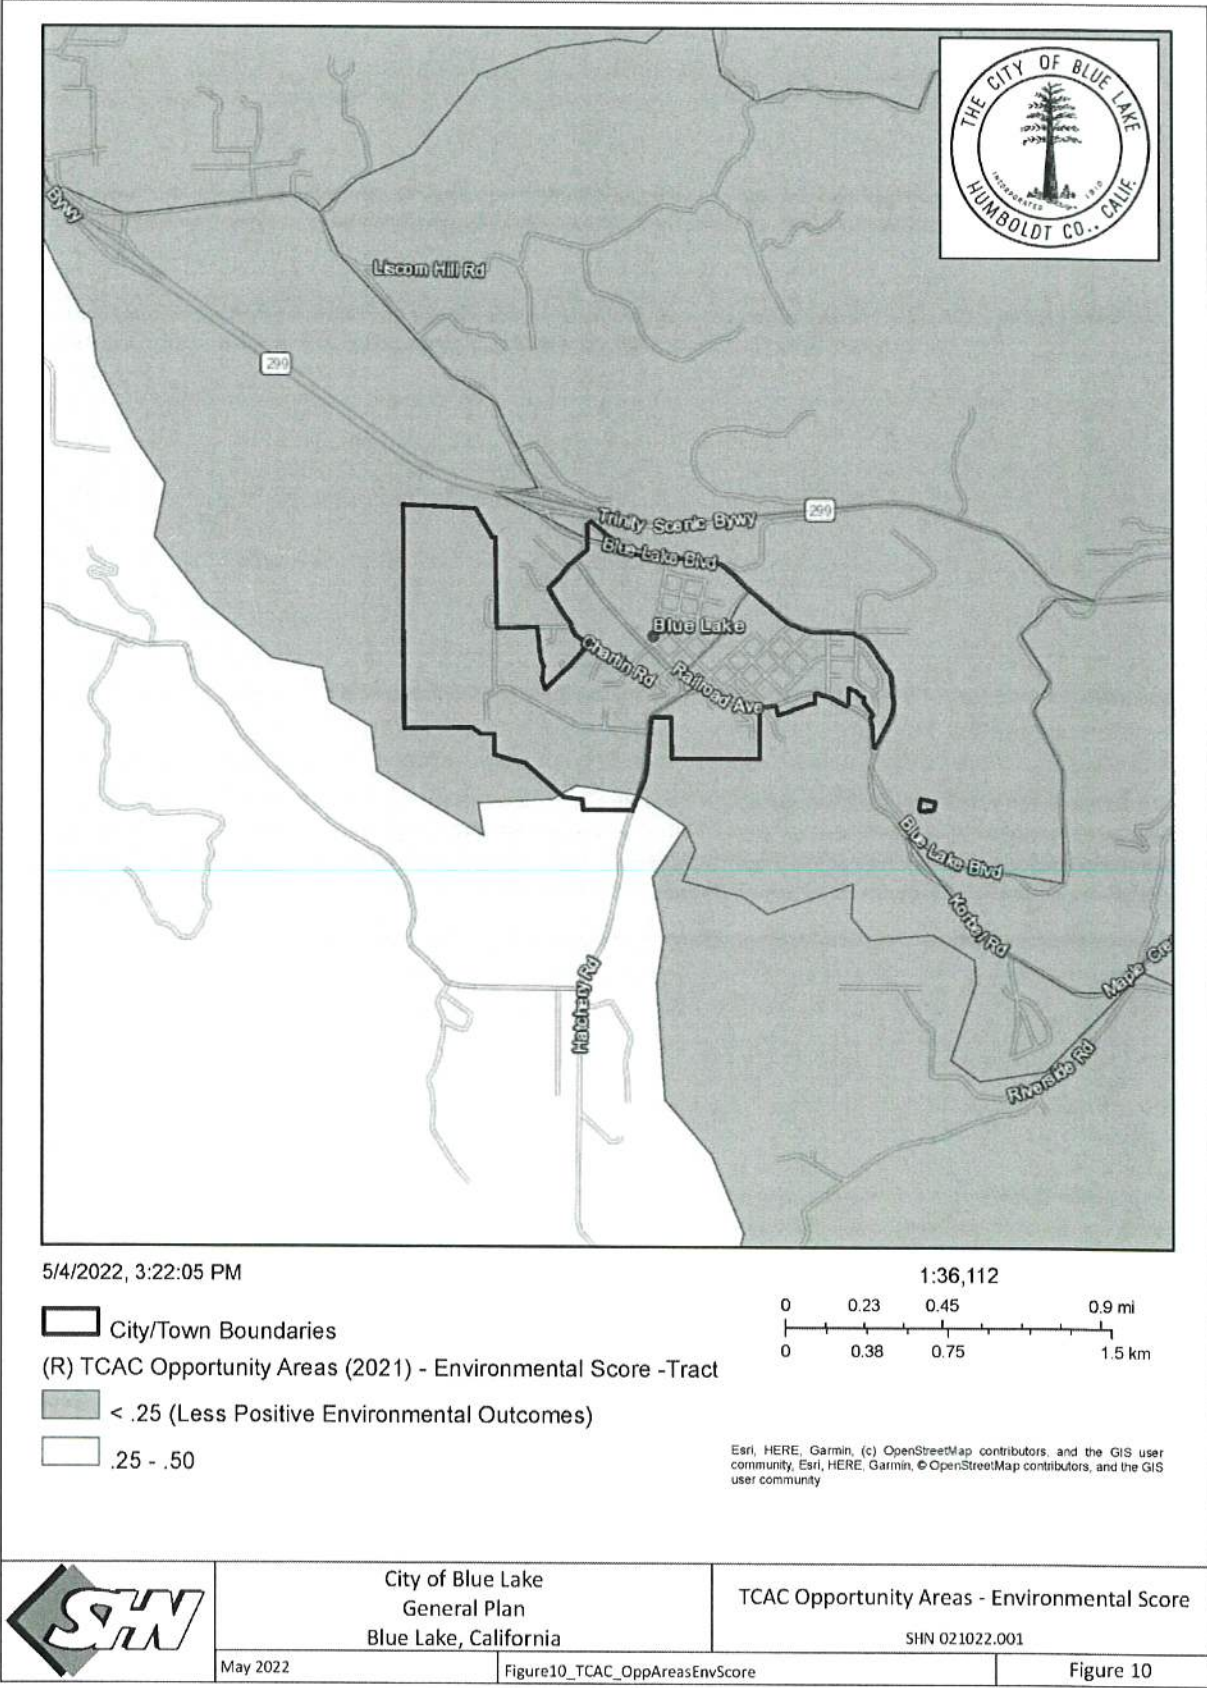 THE CITY OF BLUE LAKE
INCORPORATED 1910
HUMBOLDT CO., CALIF.
Bywy
Liscom Hill Rd
299
299
Trinity Scenic Bywy
Blue Lake Blvd
Blue Lake
Chartin Rd
Railroad Ave
Blue Lake Blvd
Korbel Rd
Maple Cre
Hatchery Rd
Riverside Rd
5/4/2022, 3:22:05 PM
1:36,112
0 0.23 0.45 0.9 mi
0 0.38 0.75 1.5 km
City/Town Boundaries
(R) TCAC Opportunity Areas (2021) - Environmental Score -Tract
< .25 (Less Positive Environmental Outcomes)
.25 - .50
Esri, HERE, Garmin, (c) OpenStreetMap contributors, and the GIS user
community, Esri, HERE, Garmin, © OpenStreetMap contributors, and the GIS
user community
SHN
City of Blue Lake
General Plan
Blue Lake, California
TCAC Opportunity Areas - Environmental Score
SHN 021022.001
May 2022
Figure10_TCAC_OppAreasEnvScore
Figure 10